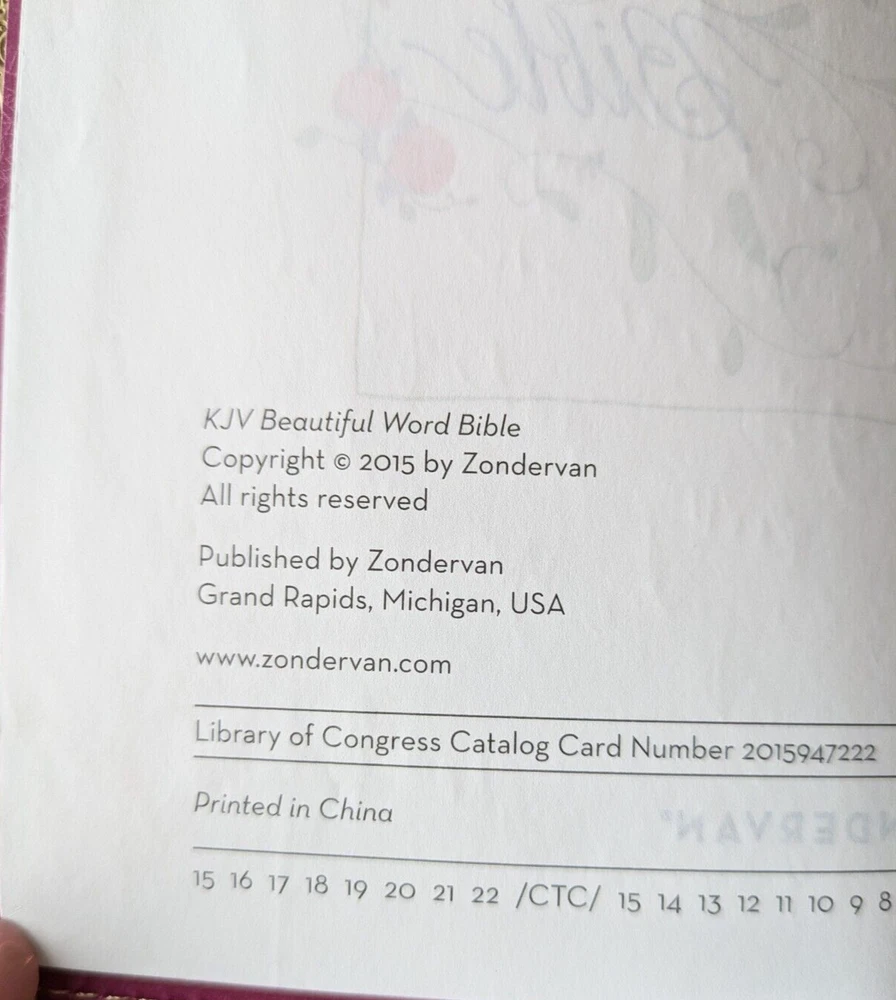 Bible
KJV Beautiful Word Bible
Copyright © 2015 by Zondervan
All rights reserved
Published by Zondervan
Grand Rapids, Michigan, USA
www.zondervan.com
Library of Congress Catalog Card Number 2015947222
Printed in China
NDERVAN®
15 16 17 18 19 20 21 22 /CTC/ 15 14 13 12 11 10 9 8